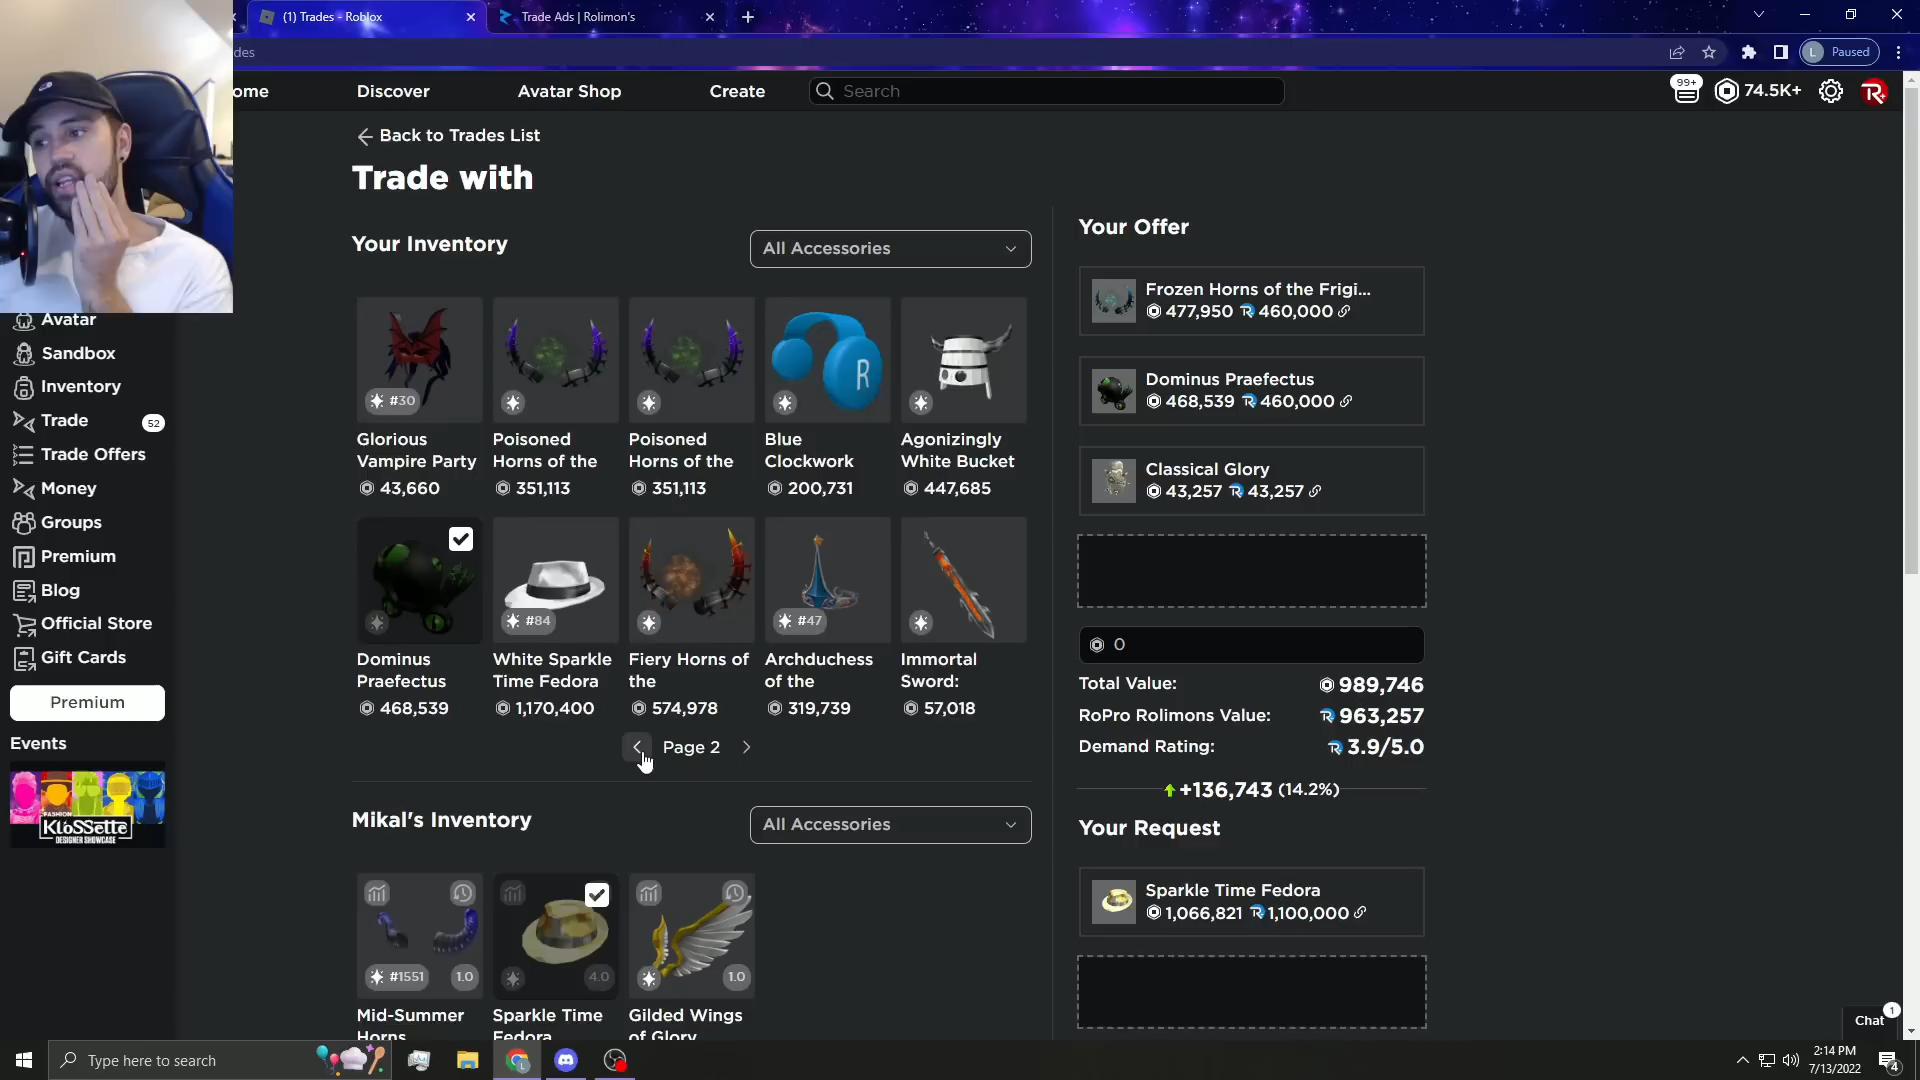 (1) Trades - Roblox
Trade Ads | Rolimon's
des
Paused
L
ome
Discover
Avatar Shop
Create
Search
99+
74.5K+
Back to Trades List
Trade with
Your Inventory
All Accessories
#30
Glorious Vampire Party
43,660
Poisoned Horns of the
351,113
Poisoned Horns of the
351,113
R
Blue Clockwork
200,731
Agonizingly White Bucket
447,685
Dominus Praefectus
468,539
#84
White Sparkle Time Fedora
1,170,400
Fiery Horns of the
574,978
#47
Archduchess of the
319,739
Immortal Sword:
57,018
Page 2
Mikal's Inventory
All Accessories
#1551
1.0
Mid-Summer Horns
4.0
Sparkle Time Fedora
1.0
Gilded Wings of Glory
Avatar
Sandbox
Inventory
Trade
52
Trade Offers
Money
Groups
Premium
Blog
Official Store
Gift Cards
Premium
Events
FASHION
KLOSSETTE
DESIGNER SHOWCASE
Your Offer
Frozen Horns of the Frigi...
477,950 460,000
Dominus Praefectus
468,539 460,000
Classical Glory
43,257 43,257
0
Total Value: 989,746
RoPro Rolimons Value: 963,257
Demand Rating: 3.9/5.0
+136,743 (14.2%)
Your Request
Sparkle Time Fedora
1,066,821 1,100,000
Chat
1
Type here to search
2:14 PM
7/13/2022
4